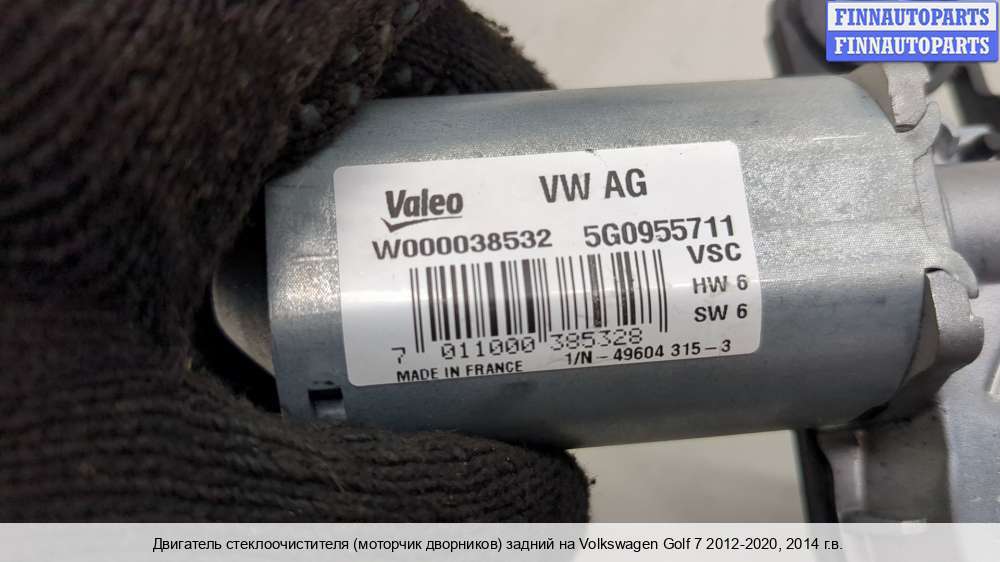 FINNAUTOPARTS
FINNAUTOPARTS
Valeo VW AG
W000038532 5G0955711
VSC
HW 6
SW 6
7 011000 385328
1/N - 49604 315-3
MADE IN FRANCE
Двигатель стеклоочистителя (моторчик дворников) задний на Volkswagen Golf 7 2012-2020, 2014 г.в.